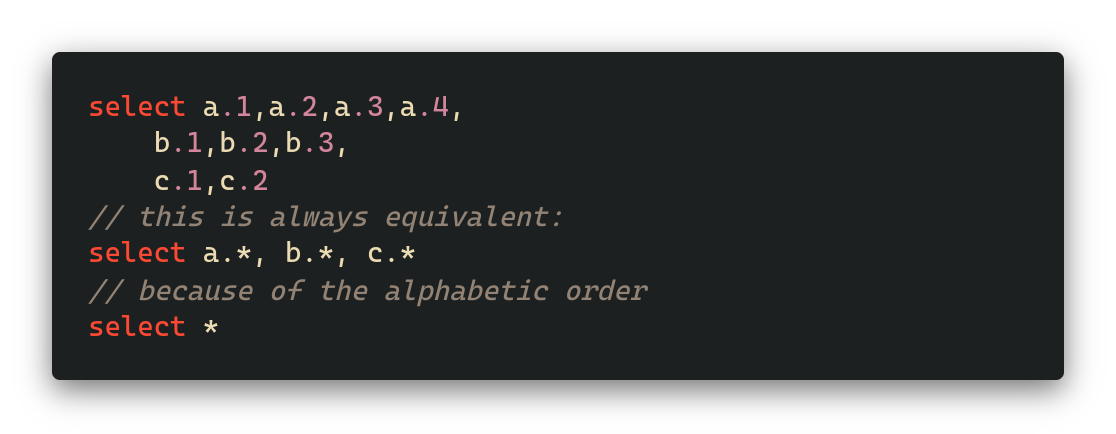 select a.1,a.2,a.3,a.4,
    b.1,b.2,b.3,
    c.1,c.2
// this is always equivalent:
select a.*, b.*, c.*
// because of the alphabetic order
select *